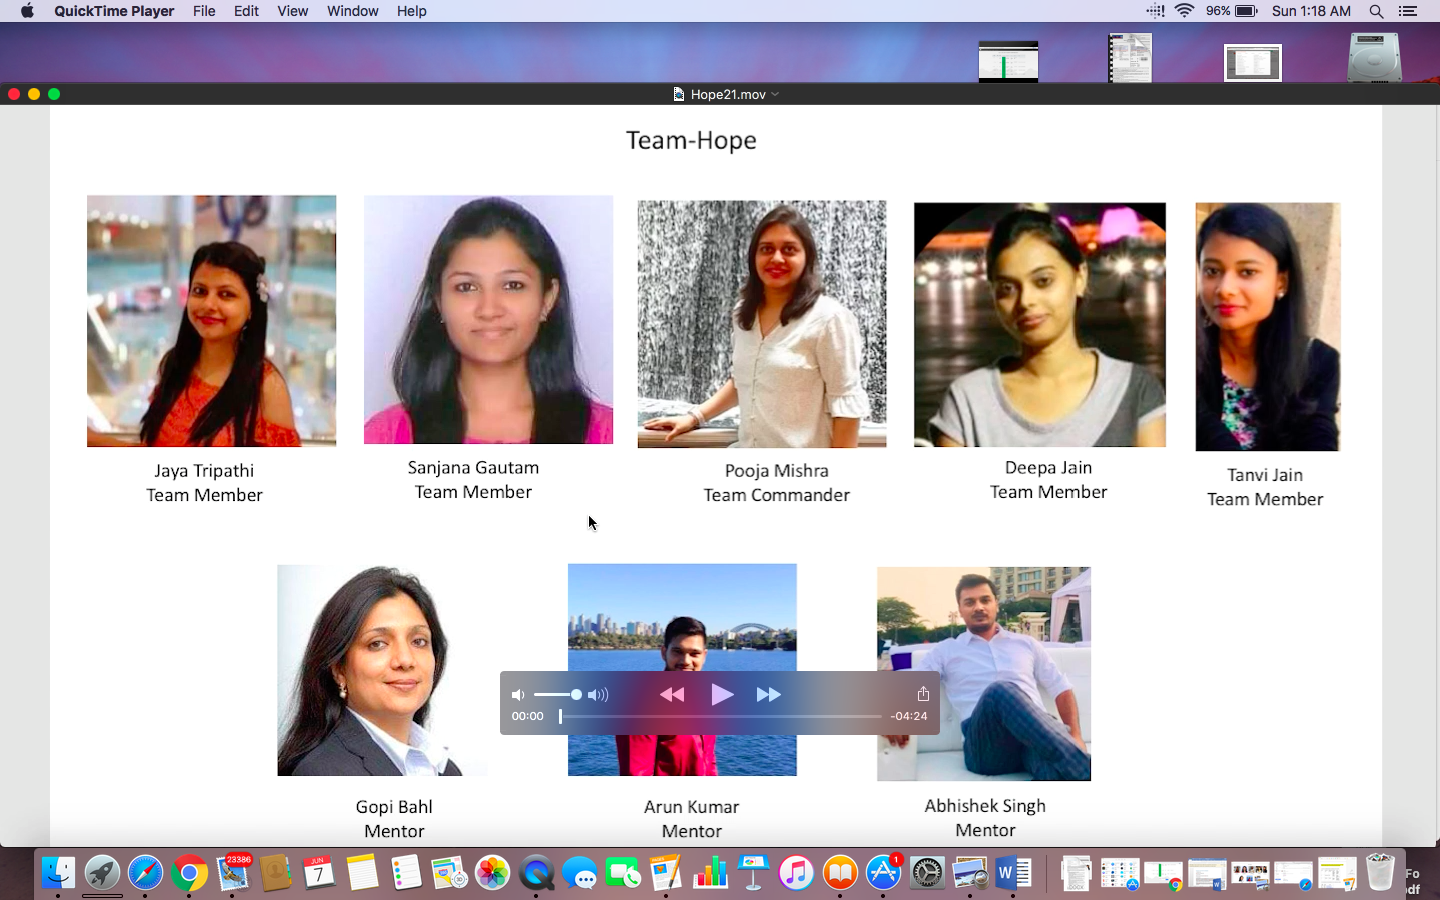 QuickTime Player File Edit View Window Help 96% Sun 1:18 AM
Hope21.mov
Team-Hope
Jaya Tripathi
Team Member
Sanjana Gautam
Team Member
Pooja Mishra
Team Commander
Deepa Jain
Team Member
Tanvi Jain
Team Member
00:00 -04:24
Gopi Bahl
Mentor
Arun Kumar
Mentor
Abhishek Singh
Mentor
23386
JUN
7
1
W
Fo